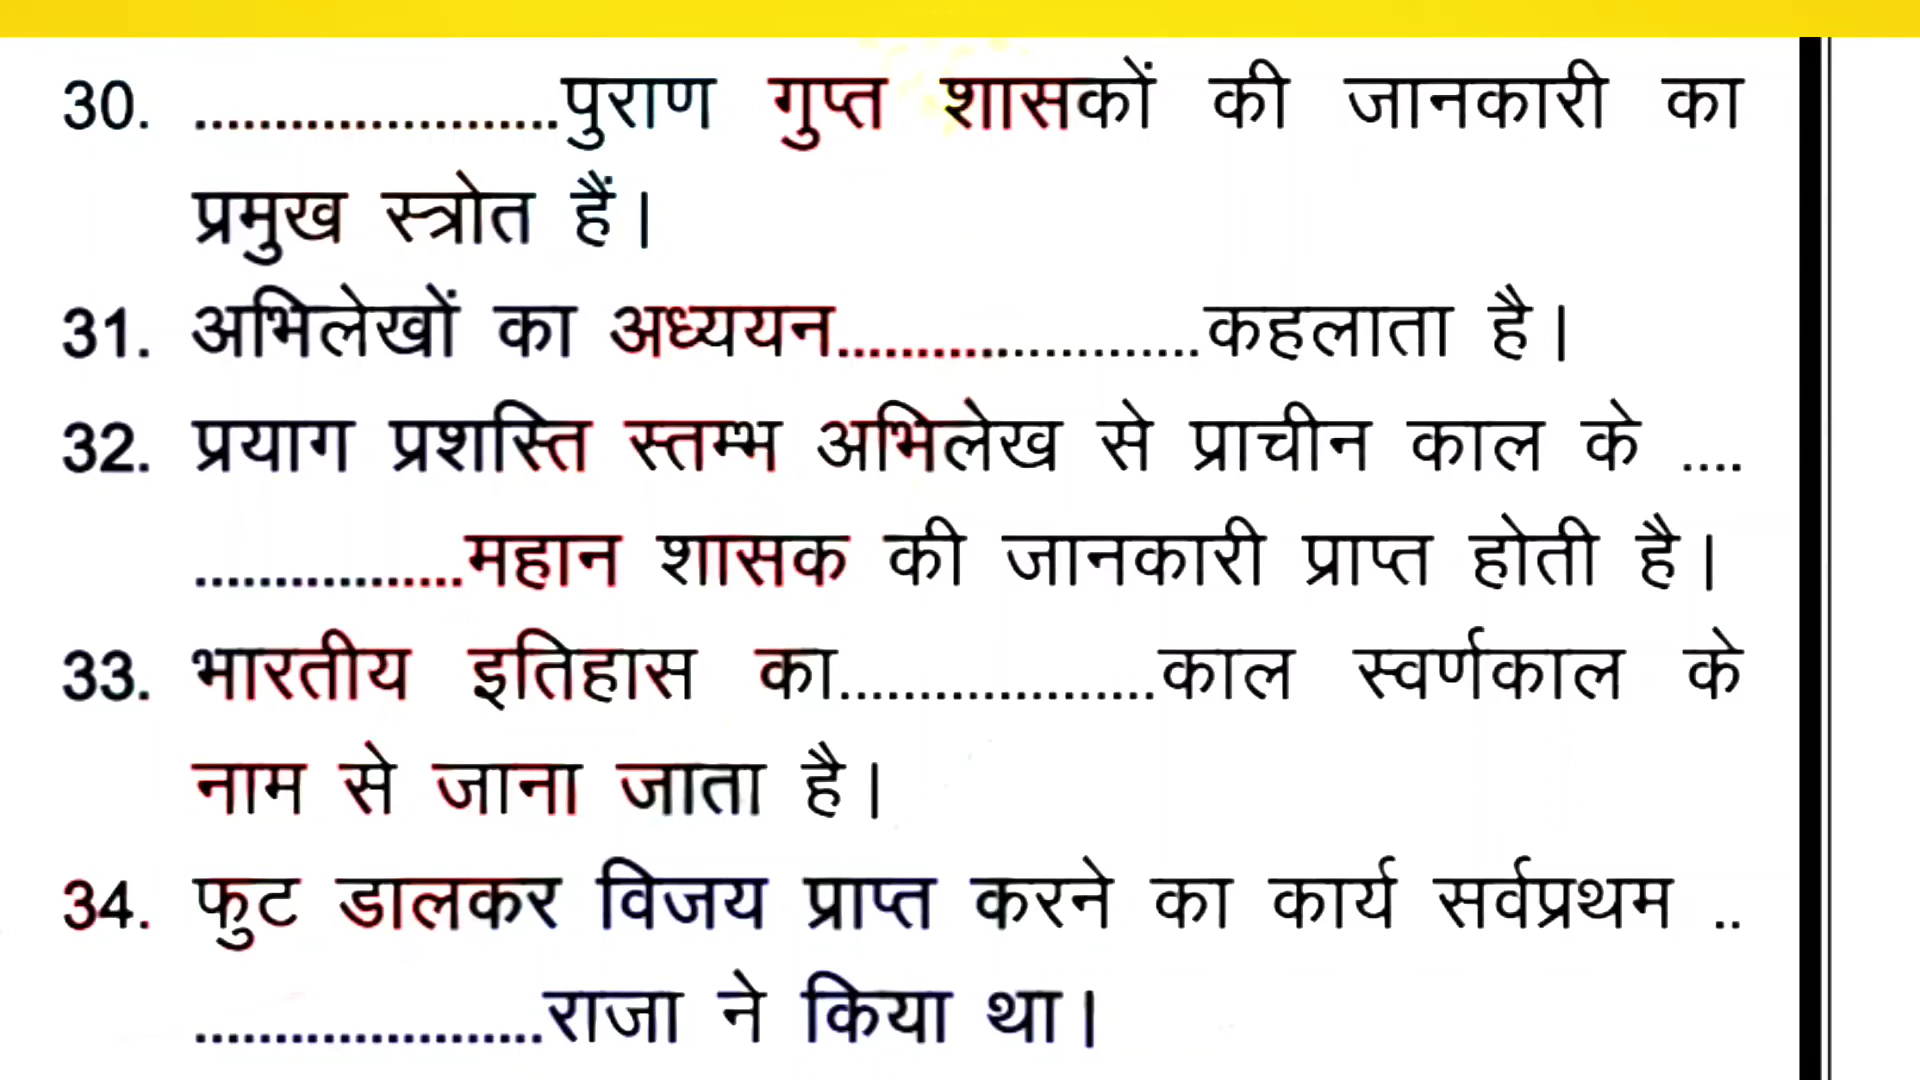 30. .......................पुराण गुप्त शासकों की जानकारी का
प्रमुख स्त्रोत हैं।
31. अभिलेखों का अध्ययन.......................कहलाता है।
32. प्रयाग प्रशस्ति स्तम्भ अभिलेख से प्राचीन काल के ....
.................महान शासक की जानकारी प्राप्त होती है।
33. भारतीय इतिहास का....................काल स्वर्णकाल के
नाम से जाना जाता है।
34. फुट डालकर विजय प्राप्त करने का कार्य सर्वप्रथम ..
......................राजा ने किया था।